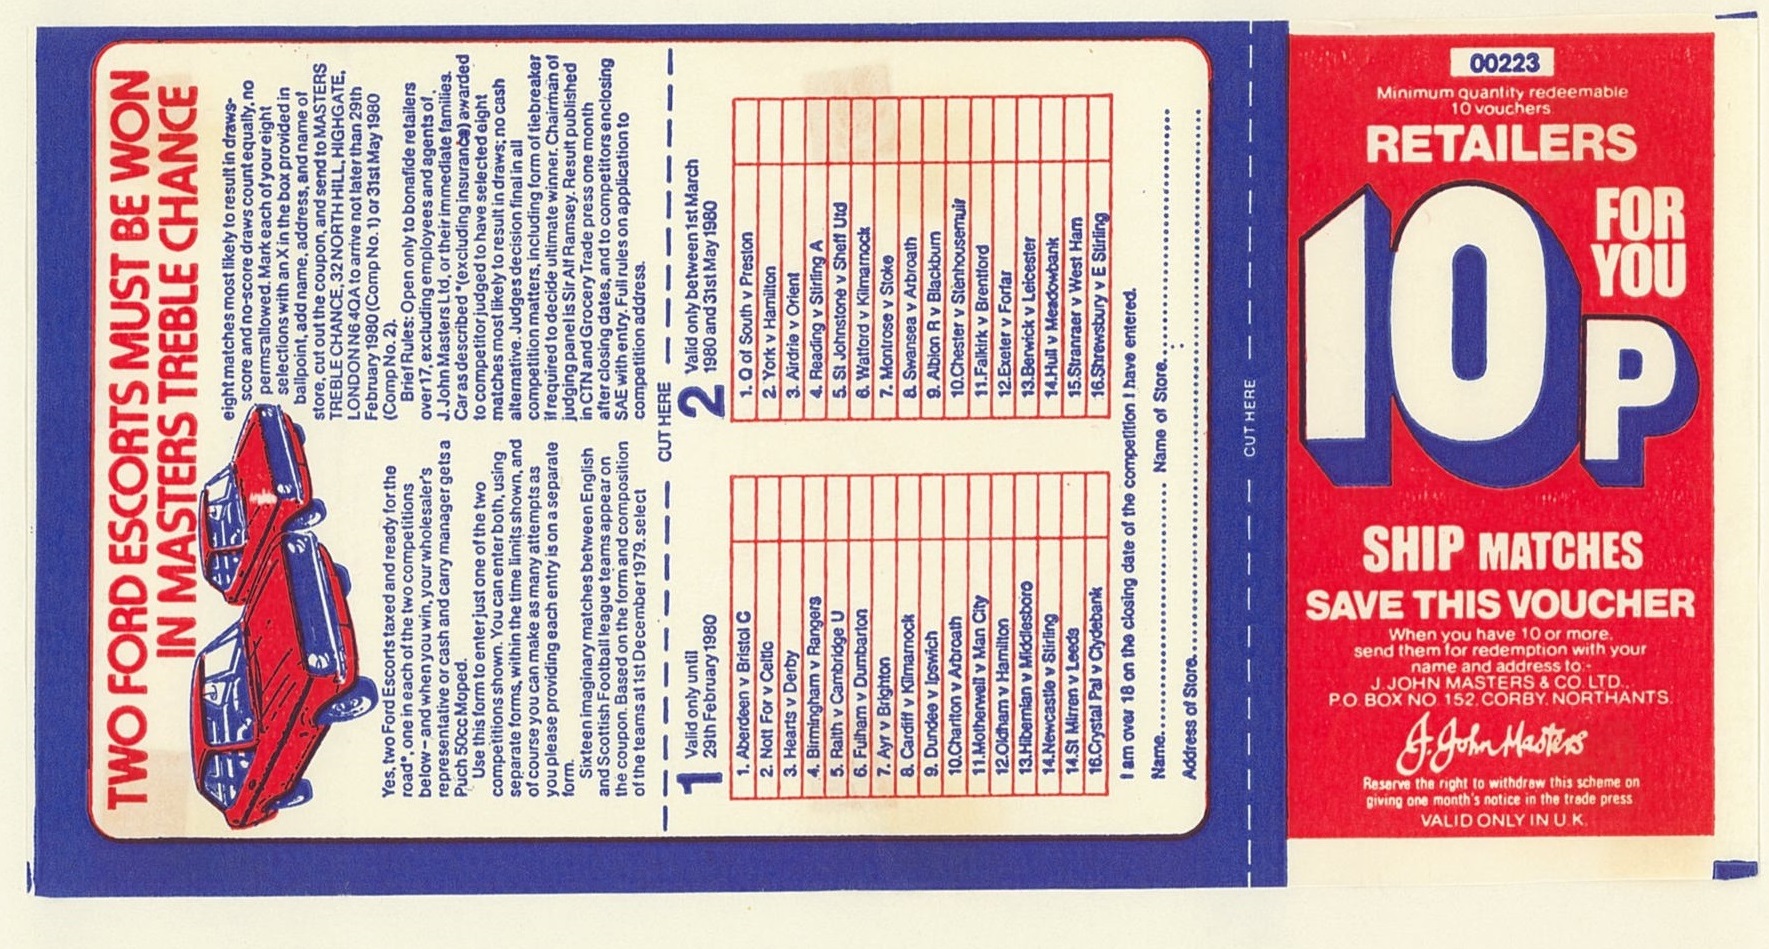 TWO FORD ESCORTS MUST BE WON
IN MASTERS TREBLE CHANCE
Yes, two Ford Escorts taxed and ready for the
road*, one in each of the two competitions
below – and when you win, your wholesaler's
representative or cash and carry manager gets a
Puch 50cc Moped.
Use this form to enter just one of the two
competitions shown. You can enter both, using
separate forms, within the time limits shown, and
of course you can make as many attempts as
you please providing each entry is on a separate
form.
Sixteen imaginary matches between English
and Scottish Football league teams appear on
the coupon. Based on the form and composition
of the teams at 1st December 1979, select
eight matches most likely to result in draws-
score and no-score draws count equally, no
perms allowed. Mark each of your eight
selections with an X in the box provided in
ballpoint, add name, address, and name of
store, cut out the coupon, and send to MASTERS
TREBLE CHANCE, 32 NORTH HILL, HIGHGATE,
LONDON N6 4QA to arrive not later than 29th
February 1980 (Comp No. 1) or 31st May 1980
(Comp No. 2).
Brief Rules: Open only to bonafide retailers
over 17, excluding employees and agents of
J. John Masters Ltd, or their immediate families.
Car as described *(excluding insurance) awarded
to competitor judged to have selected eight
matches most likely to result in draws; no cash
alternative. Judges decision final in all
competition matters, including form of tiebreaker
if required to decide ultimate winner. Chairman of
judging panel is Sir Alf Ramsey. Result published
in CTN and Grocery Trade press one month
after closing dates, and to competitors enclosing
SAE with entry. Full rules on application to
competition address.
CUT HERE
1 Valid only until
29th February 1980
1. Aberdeen v Bristol C
2. Nott For v Celtic
3. Hearts v Derby
4. Birmingham v Rangers
5. Raith v Cambridge U
6. Fulham v Dumbarton
7. Ayr v Brighton
8. Cardiff v Kilmarnock
9. Dundee v Ipswich
10. Charlton v Arbroath
11. Motherwell v Man City
12. Oldham v Hamilton
13. Hibernian v Middlesboro
14. Newcastle v Stirling
14. St Mirren v Leeds
16. Crystal Pal v Clydebank
2 Valid only between 1st March
1980 and 31st May 1980
1. Q of South v Preston
2. York v Hamilton
3. Airdrie v Orient
4. Reading v Stirling A
5. St Johnstone v Sheff Utd
6. Watford v Kilmarnock
7. Montrose v Stoke
8. Swansea v Arbroath
9. Albion R v Blackburn
10. Chester v Stenhousemuir
11. Falkirk v Brentford
12. Exeter v Forfar
13. Berwick v Leicester
14. Hull v Meadowbank
15. Stranraer v West Ham
16. Shrewsbury v E Stirling
I am over 18 on the closing date of the competition I have entered.
Name.................... Name of Store....................
Address of Store....................
CUT HERE
00223
Minimum quantity redeemable
10 vouchers
RETAILERS
10P
FOR
YOU
SHIP MATCHES
SAVE THIS VOUCHER
When you have 10 or more,
send them for redemption with your
name and address to:-
J. JOHN MASTERS & CO. LTD.,
P.O. BOX NO. 152, CORBY, NORTHANTS.
J. John Masters
Reserve the right to withdraw this scheme on
giving one month's notice in the trade press
VALID ONLY IN U.K.